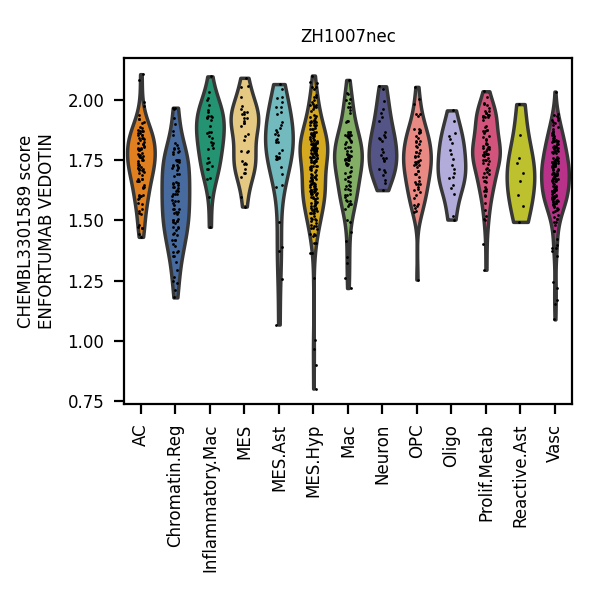 ZH1007nec
CHEMBL3301589 score
ENFORTUMAB VEDOTIN
2.00
1.75
1.50
1.25
1.00
0.75
AC
Chromatin.Reg
Inflammatory.Mac
MES
MES.Ast
MES.Hyp
Mac
Neuron
OPC
Oligo
Prolif.Metab
Reactive.Ast
Vasc